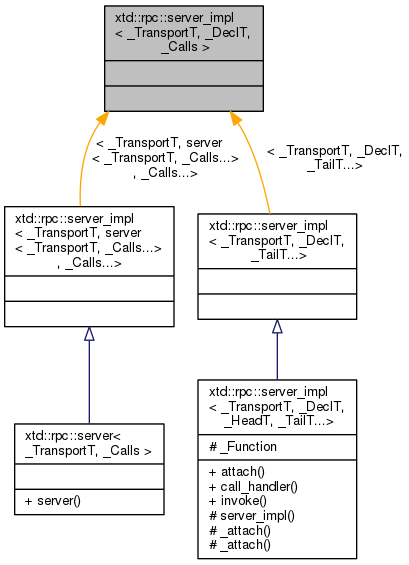 xtd::rpc::server_impl
< _TransportT, _DeclT,
_Calls >
< _TransportT, server
< _TransportT, _Calls...>
, _Calls...>
< _TransportT, _DeclT,
_TailT...>
xtd::rpc::server_impl
< _TransportT, server
< _TransportT, _Calls...>
, _Calls...>
xtd::rpc::server_impl
< _TransportT, _DeclT,
_TailT...>
xtd::rpc::server<
_TransportT, _Calls >
+ server()
xtd::rpc::server_impl
< _TransportT, _DeclT,
_HeadT, _TailT...>
# _Function
+ attach()
+ call_handler()
+ invoke()
# server_impl()
# _attach()
# _attach()